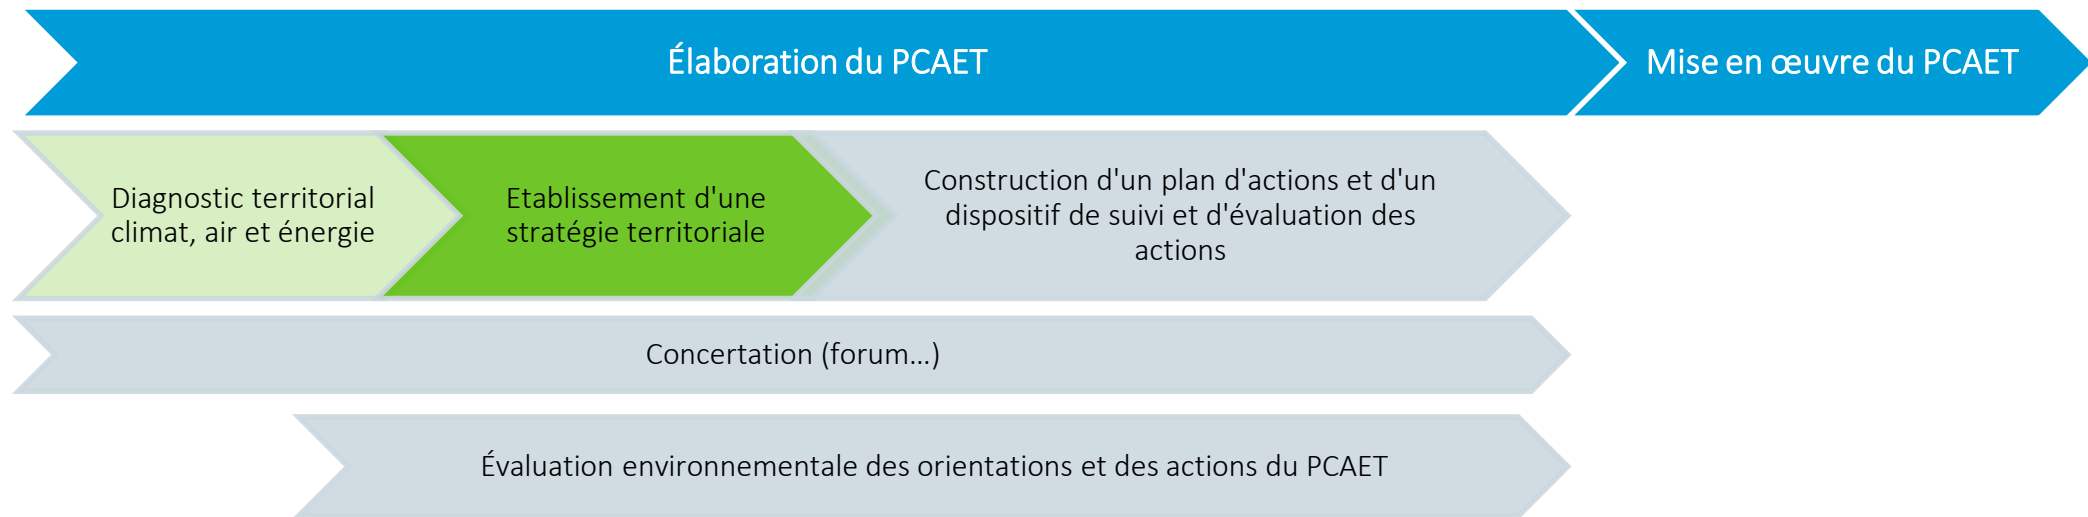 Élaboration du PCAET
Mise en œuvre du PCAET
Diagnostic territorial
climat, air et énergie
Etablissement d'une
stratégie territoriale
Construction d'un plan d'actions et d'un
dispositif de suivi et d'évaluation des
actions
Concertation (forum...)
Évaluation environnementale des orientations et des actions du PCAET